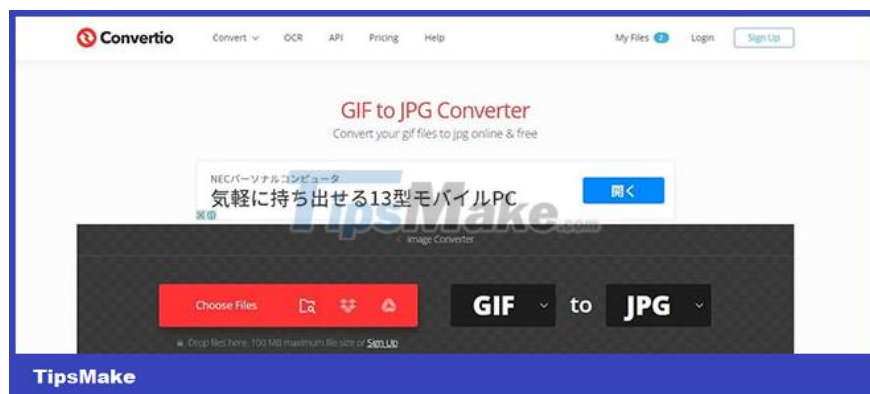 Convertio
Convert OCR API Pricing Help My Files 2 Login Sign Up
GIF to JPG Converter
Convert your gif files to jpg online & free
NECパーソナルコンピュータ
気軽に持ち出せる13型モバイルPC
開く
TipsMake.com
Image Converter
Choose Files
GIF to JPG
Drop files here. 100 MB maximum file size or Sign Up
TipsMake